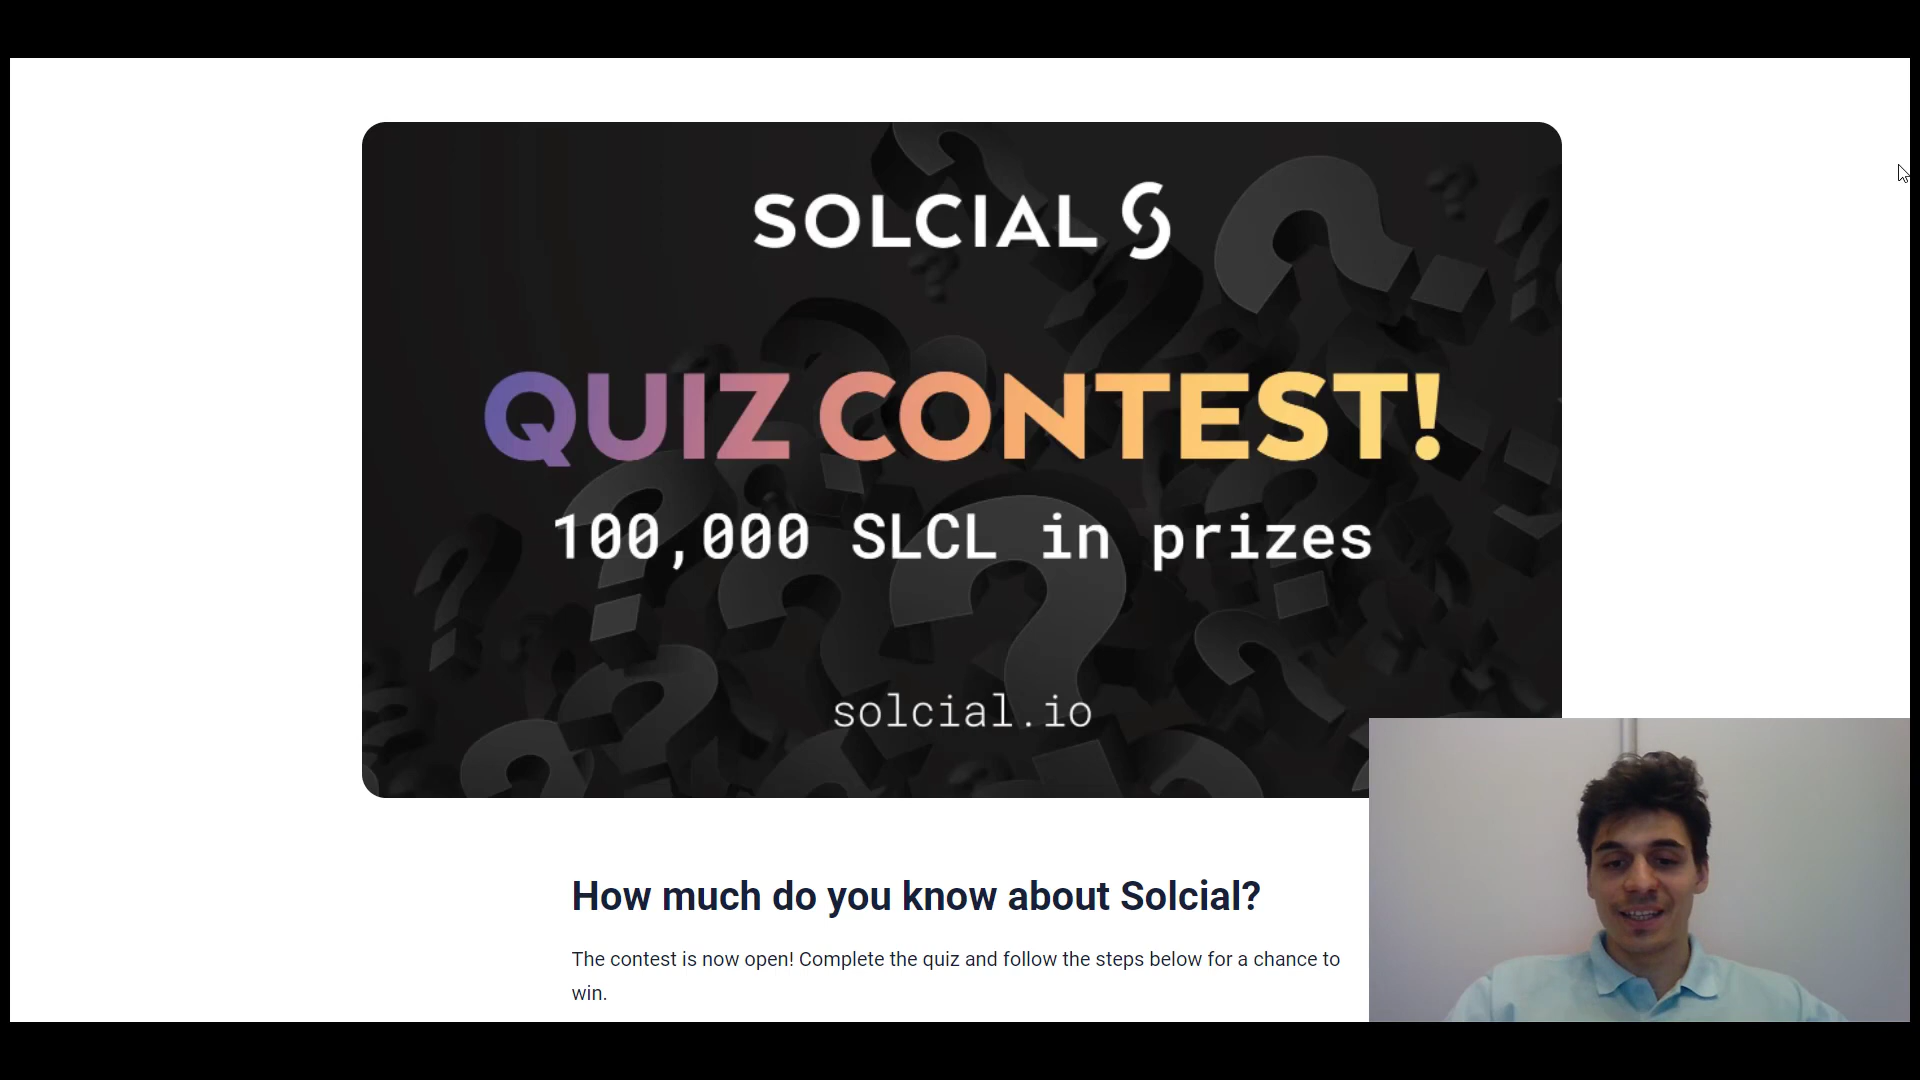 SOLCIAL
QUIZ CONTEST!
100,000 SLCL in prizes
solcial.io
How much do you know about Solcial?
The contest is now open! Complete the quiz and follow the steps below for a chance to
win.